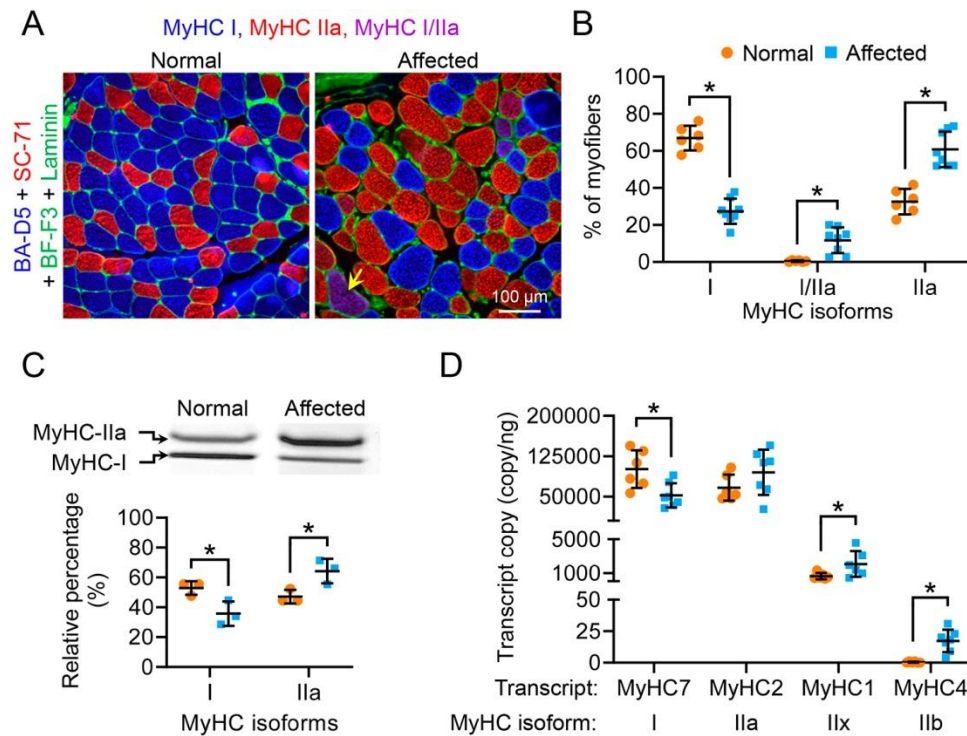 A
MyHC I, MyHC IIa, MyHC I/IIa
Normal
Affected
BA-D5 + SC-71
+ BF-F3 + Laminin
100 µm
B
Normal
Affected
% of myofibers
100
80
60
40
20
0
*
*
*
I
I/IIa
IIa
MyHC isoforms
C
Normal
Affected
MyHC-IIa
MyHC-I
Relative percentage
(%)
100
80
60
40
20
0
*
*
I
IIa
MyHC isoforms
D
Transcript copy (copy/ng)
200000
125000
50000
5000
1000
25
0
*
*
*
Transcript: MyHC7 MyHC2 MyHC1 MyHC4
MyHC isoform: I IIa IIx IIb